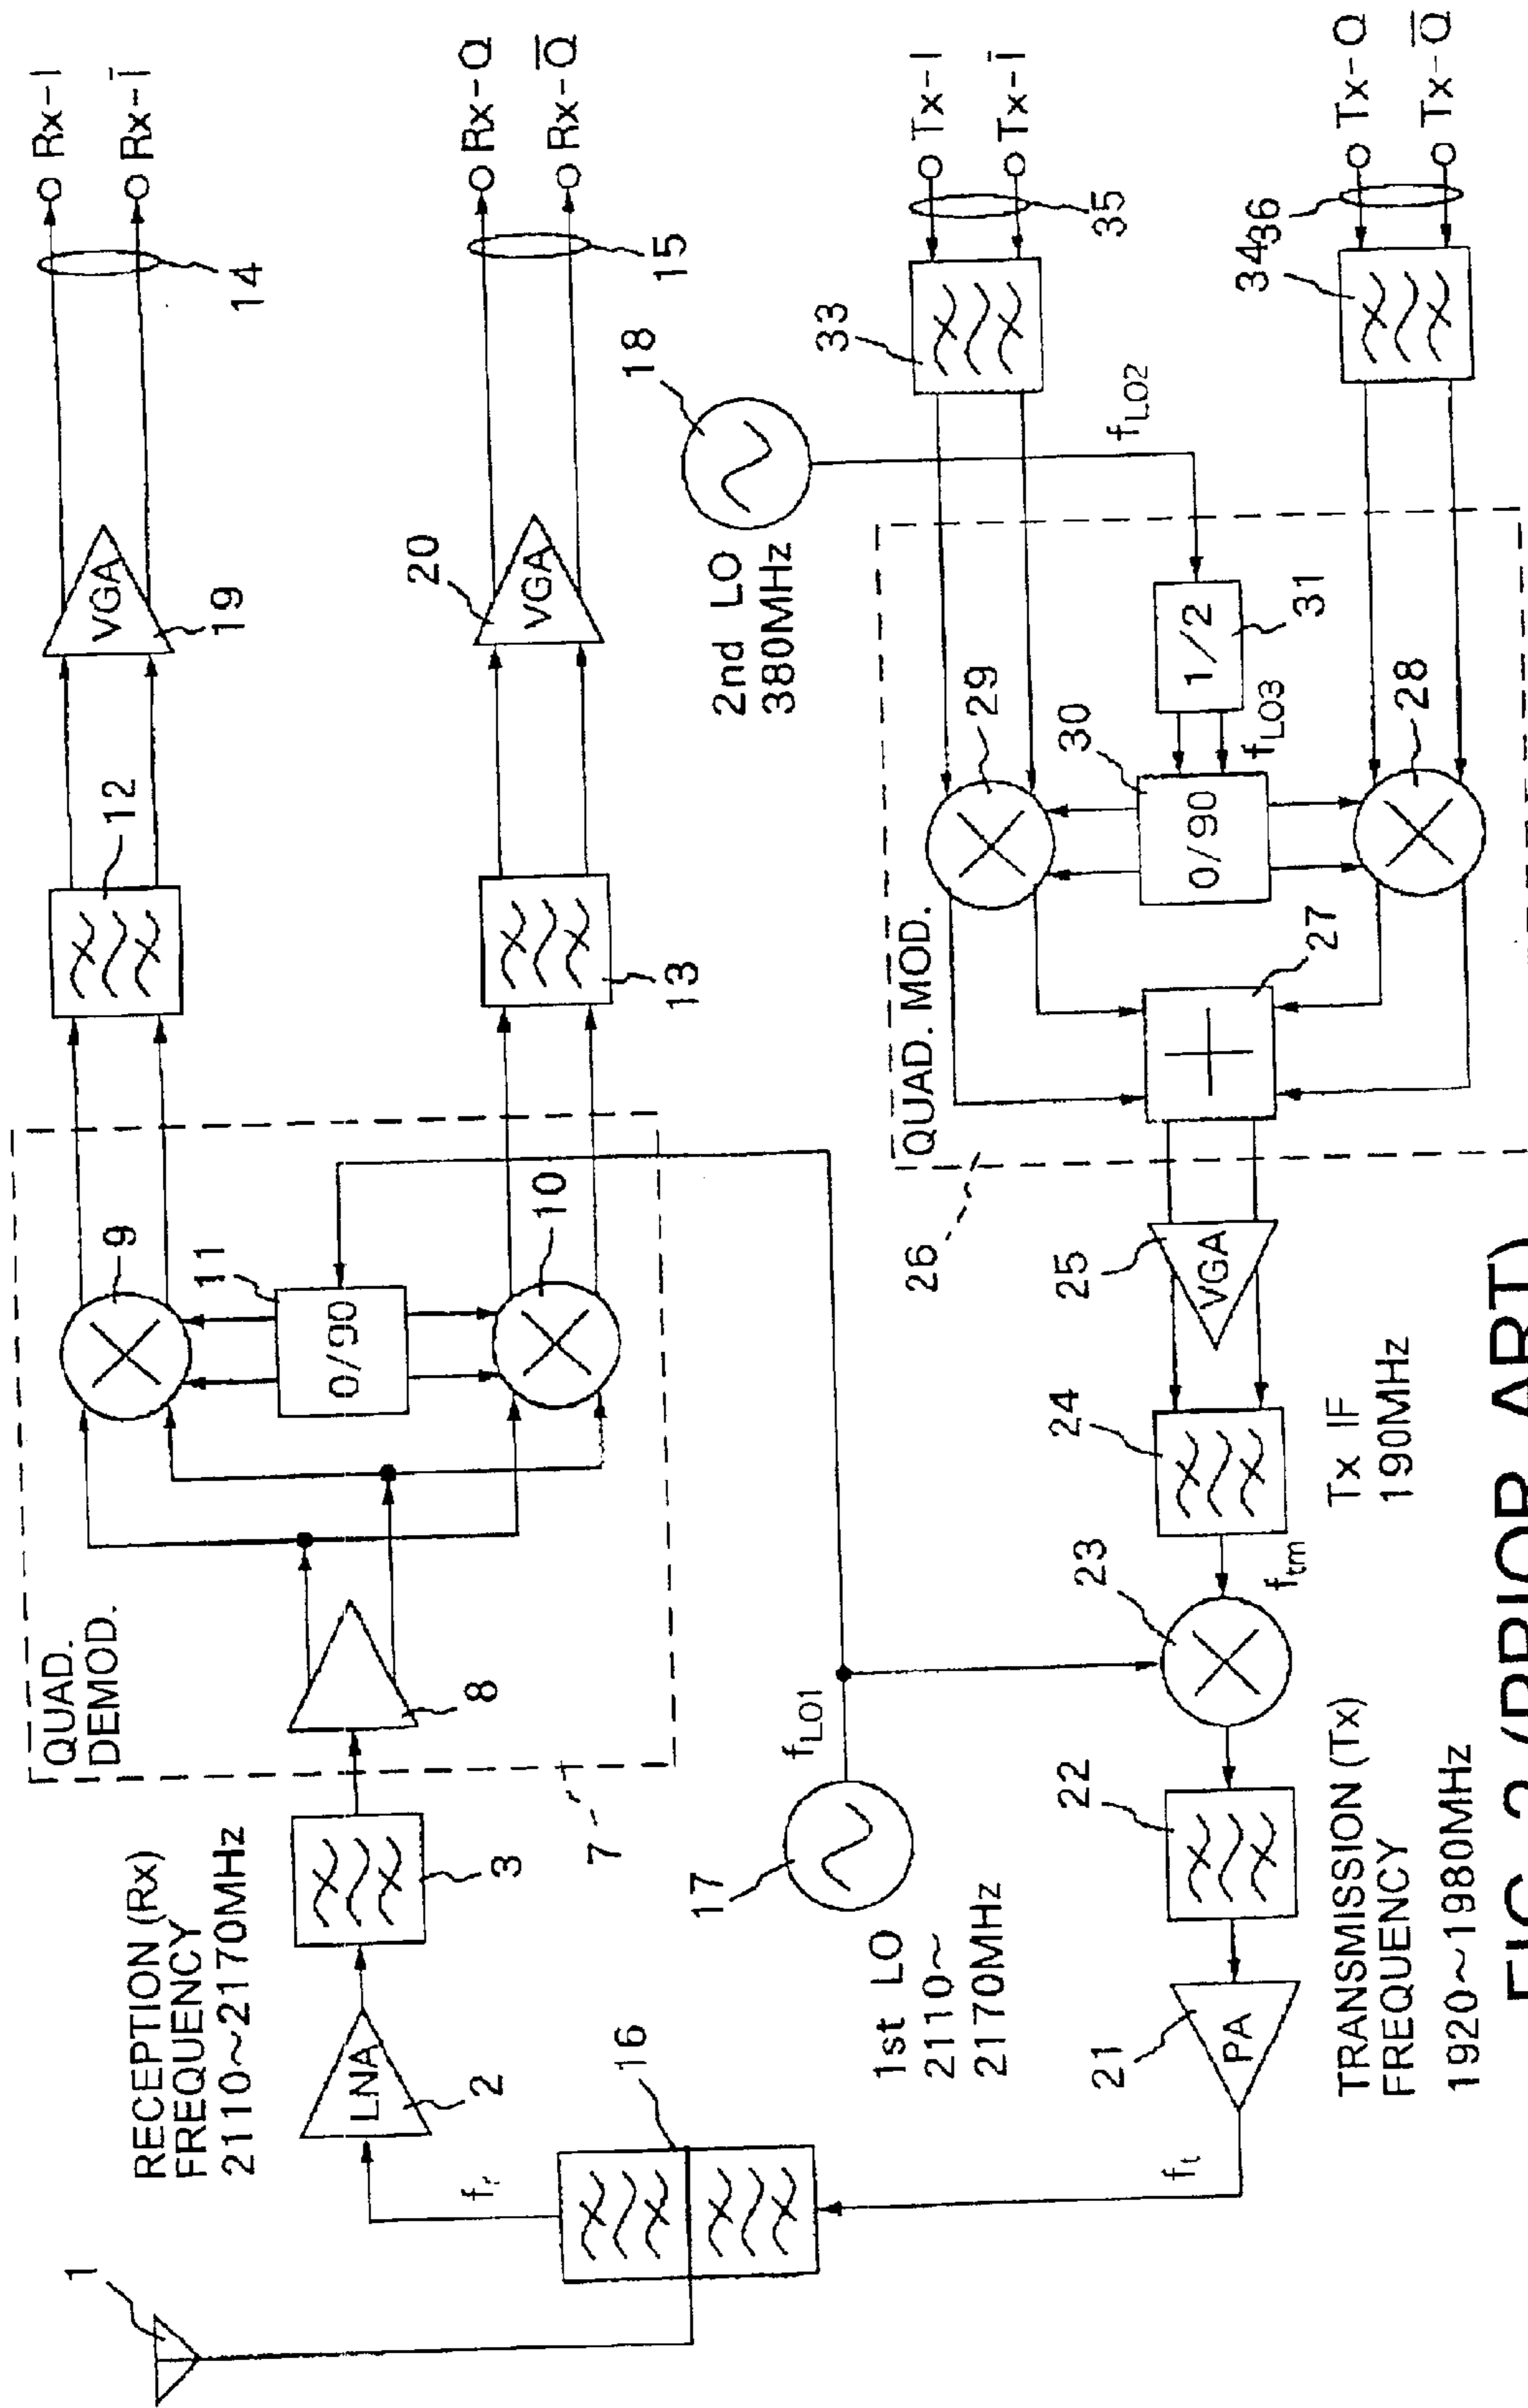 1
RECEPTION (Rx)
FREQUENCY
2110~2170MHz
LNA
2
3
fr
16
QUAD.
DEMOD.
7
8
9
10
11
0/90
12
13
VGA
19
VGA
20
14
15
Rx-I
Rx-Ī
Rx-Q
Rx-Q̅
17
1st LO
2110~
2170MHz
fLO1
18
2nd LO
380MHz
fLO2
ft
PA
21
22
TRANSMISSION (Tx)
FREQUENCY
1920~1980MHz
23
ftm
24
Tx IF
190MHz
VGA
25
26
QUAD. MOD.
27
28
29
30
0/90
fLO3
1/2
31
33
34
35
36
Tx-I
Tx-Ī
Tx-Q
Tx-Q̅
(PRIOR ART)